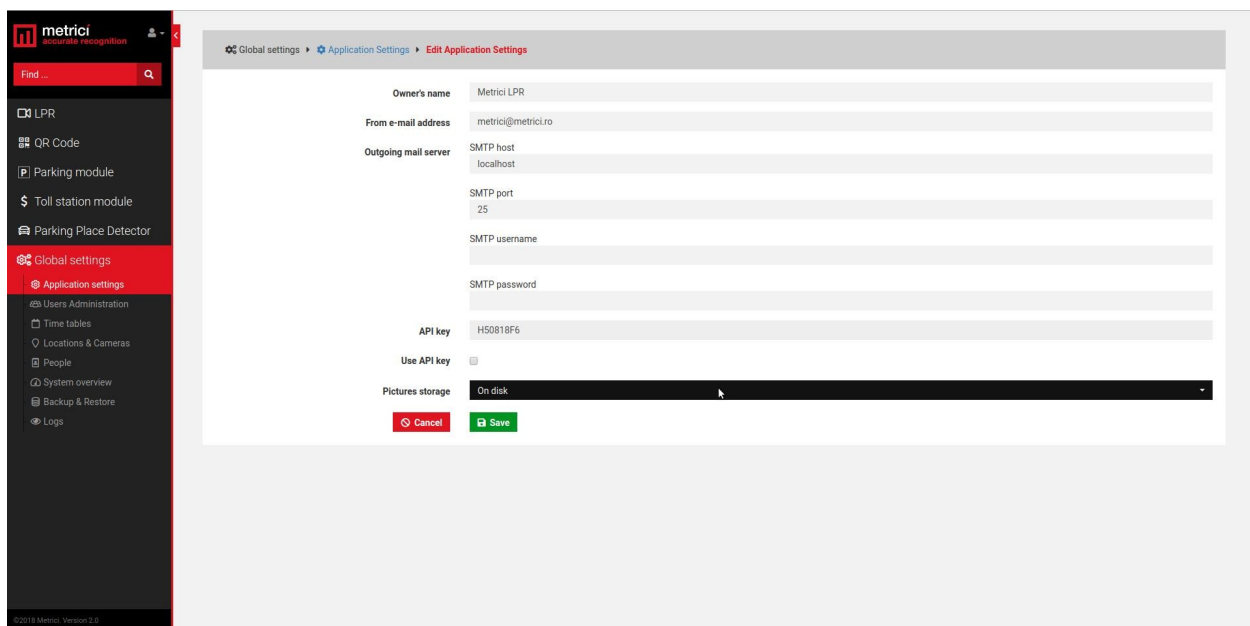 metrici
accurate recognition
Find ...
LPR
QR Code
Parking module
Toll station module
Parking Place Detector
Global settings
Application settings
Users Administration
Time tables
Locations & Cameras
People
System overview
Backup & Restore
Logs
©2018 Metrici. Version 2.0
Global settings Application Settings Edit Application Settings
Owner's name Metrici LPR
From e-mail address metrici@metrici.ro
Outgoing mail server SMTP host
localhost
SMTP port
25
SMTP username
SMTP password
API key H50818F6
Use API key
Pictures storage On disk
Cancel Save